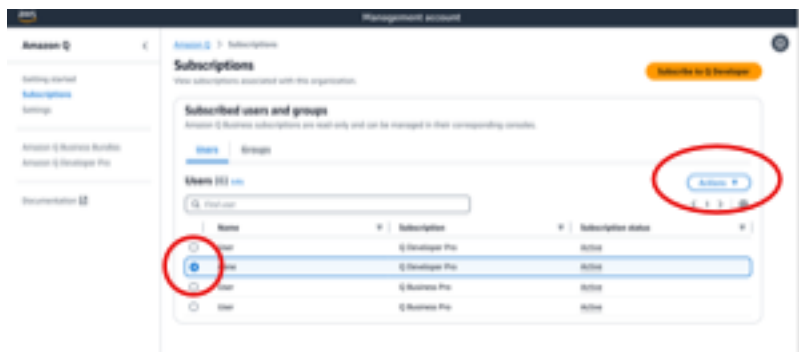 aws
Management account
Amazon Q
Amazon Q > Subscriptions
Subscriptions
View subscriptions associated with this organization.
Subscribe to Q Developer
Getting started
Subscriptions
Settings
Amazon Q Business Bundles
Amazon Q Developer Pro
Documentation
Subscribed users and groups
Amazon Q Business subscriptions are read-only and can be managed in their corresponding consoles.
Users Groups
Users (6) Info
Actions
Find user
1
Name Subscription Subscription status
User Q Developer Pro Active
Q Developer Pro Active
User Q Business Pro Active
User Q Business Pro Active